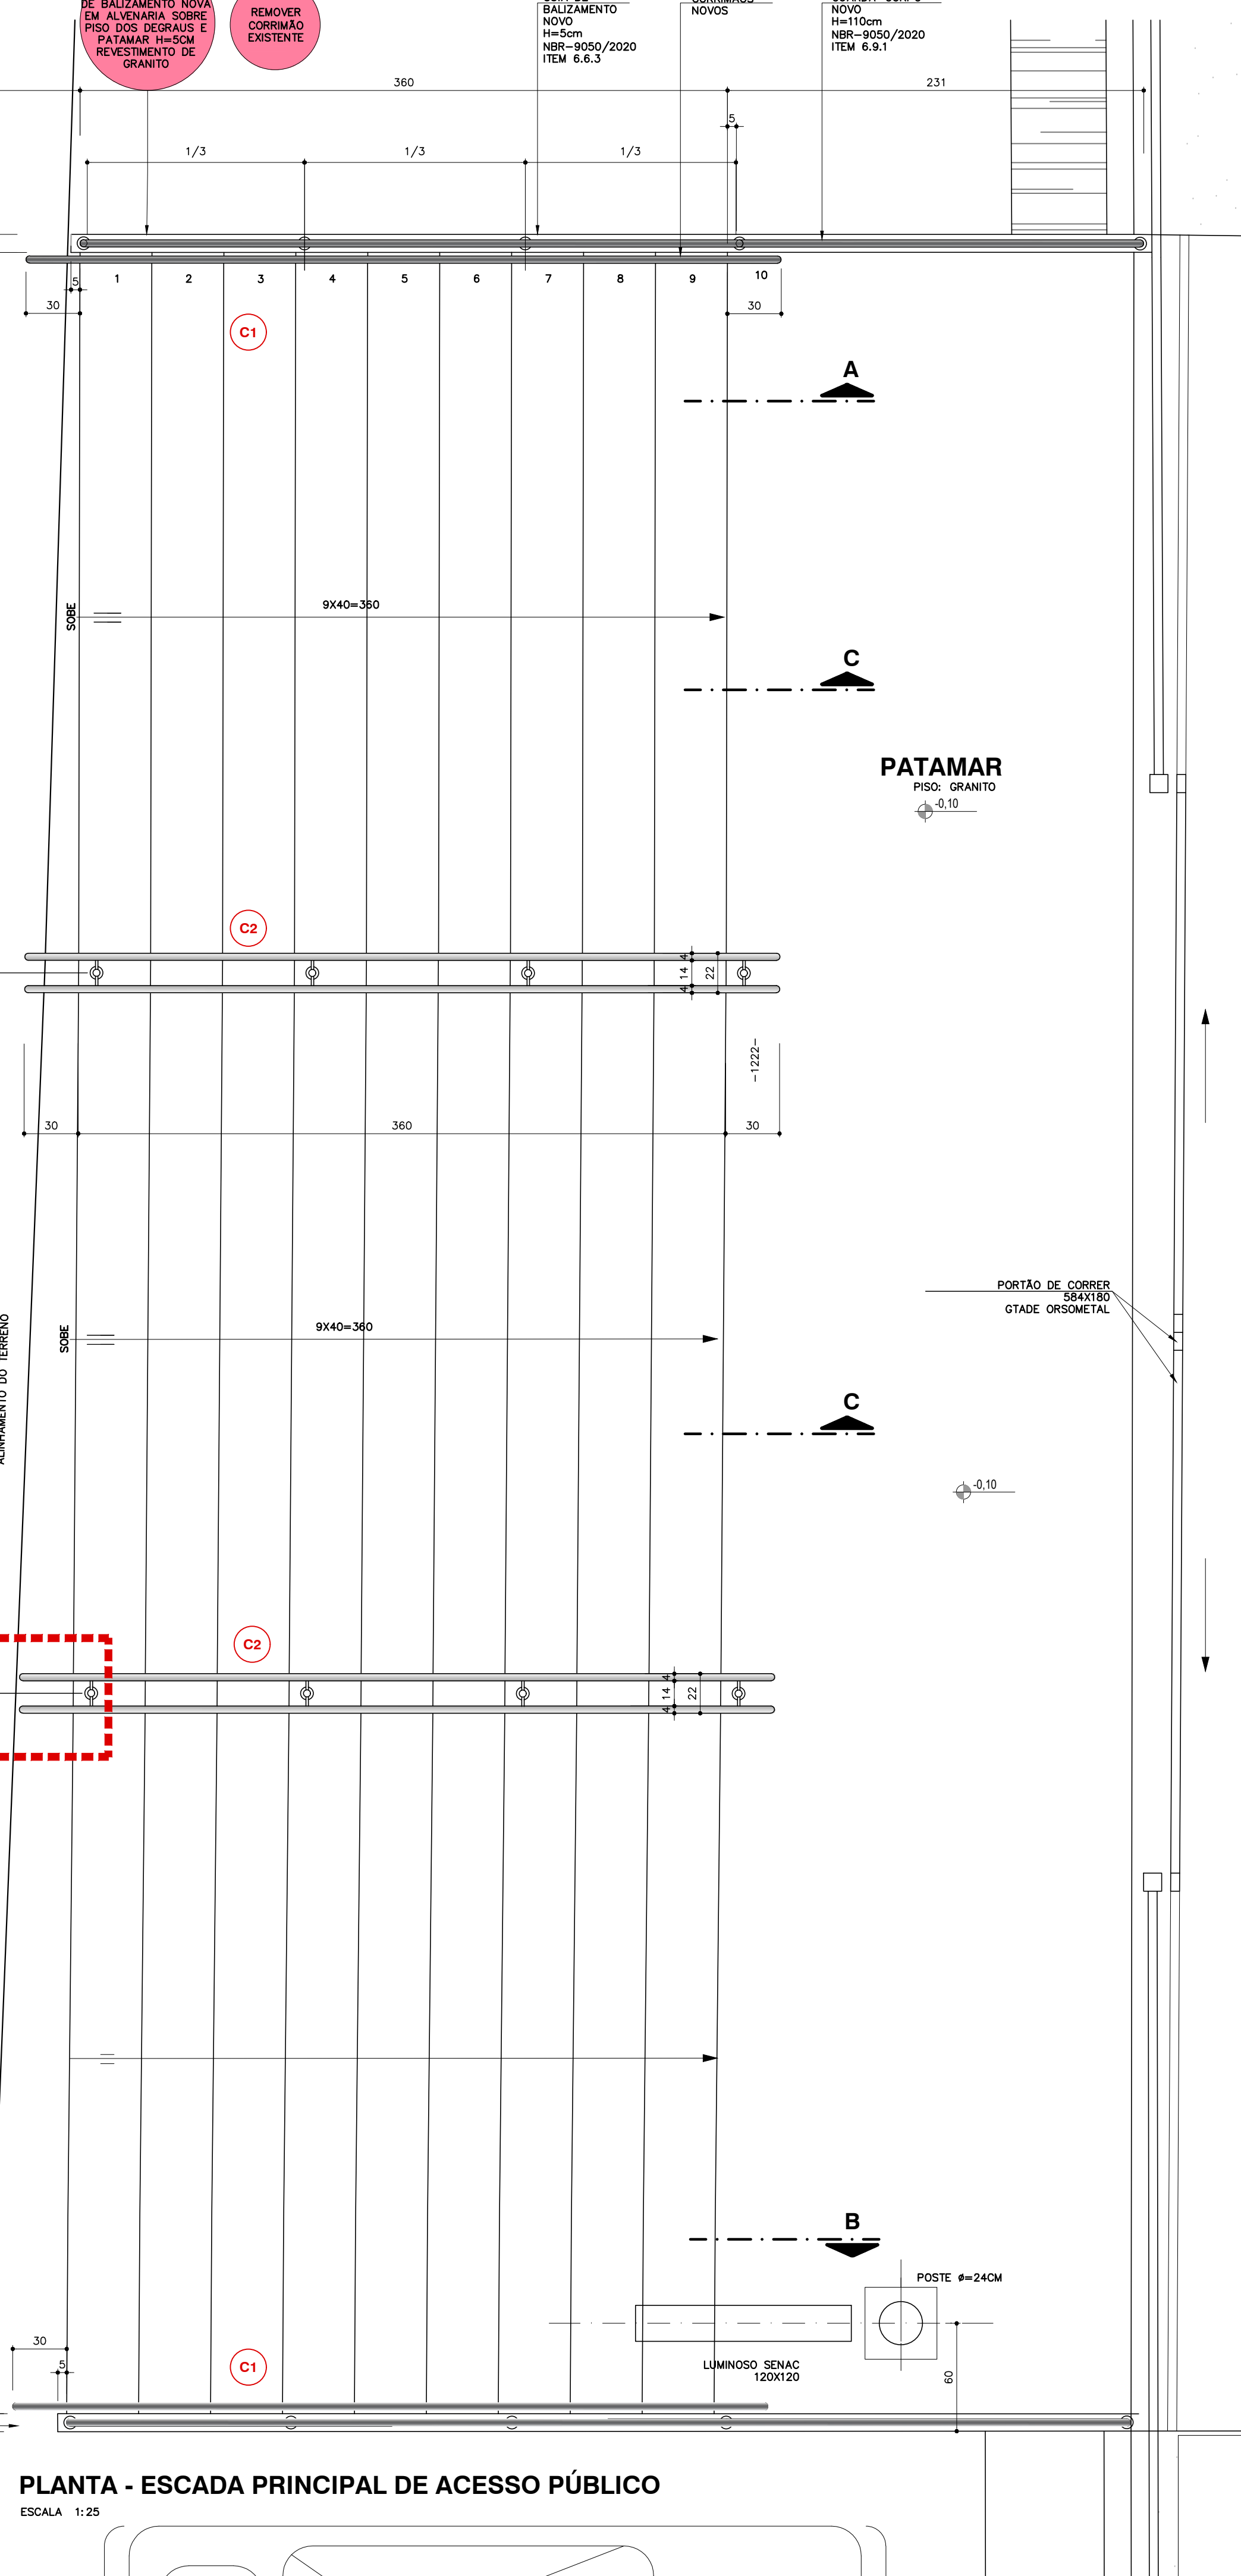 DE BALIZAMENTO NOVA
EM ALVENARIA SOBRE
PISO DOS DEGRAUS E
PATAMAR H=5CM
REVESTIMENTO DE
GRANITO
REMOVER
CORRIMÃO
EXISTENTE
BALIZAMENTO
NOVO
H=5cm
NBR-9050/2020
ITEM 6.6.3
NOVOS
NOVO
H=110cm
NBR-9050/2020
ITEM 6.9.1
360
231
5
1/3
1/3
1/3
1
2
3
4
5
6
7
8
9
10
5
30
30
C1
A
SOBE
9X40=360
C
PATAMAR
PISO: GRANITO
-0,10
C2
4
14
4
22
-1222-
30
360
30
PORTÃO DE CORRER
584X180
GTADE ORSOMETAL
ALINHAMENTO DO TERRENO
SOBE
9X40=360
C
-0,10
C2
4
14
4
22
B
POSTE ø=24CM
LUMINOSO SENAC
120X120
60
30
5
C1
PLANTA - ESCADA PRINCIPAL DE ACESSO PÚBLICO
ESCALA 1:25